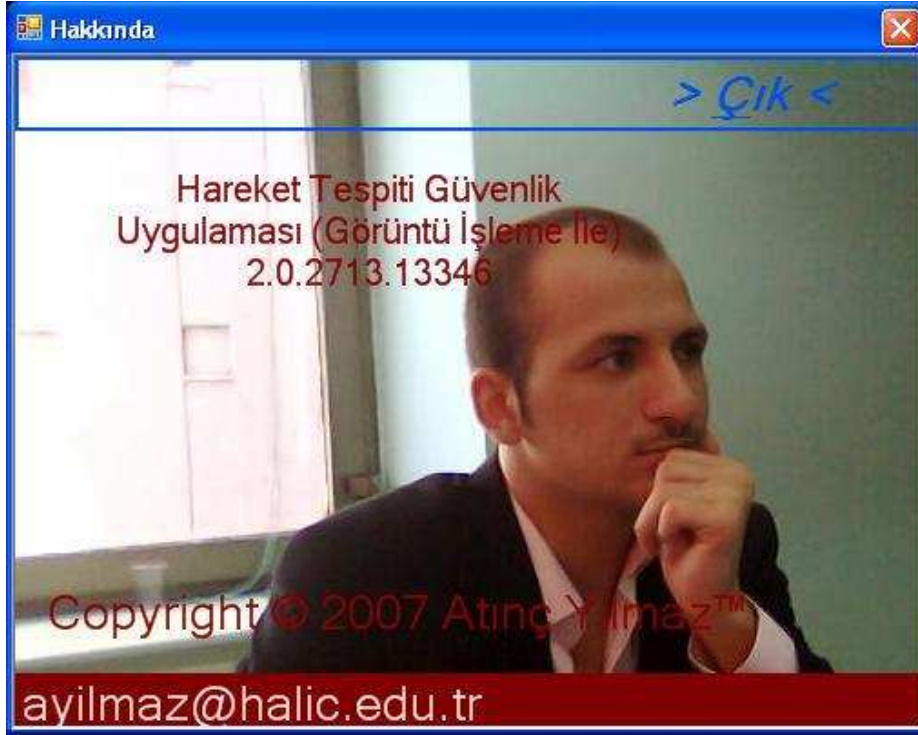 Hakkında
> Çık <
Hareket Tespiti Güvenlik
Uygulaması (Görüntü İşleme İle)
2.0.2713.13346
Copyright © 2007 Atınç Yılmaz™
ayilmaz@halic.edu.tr